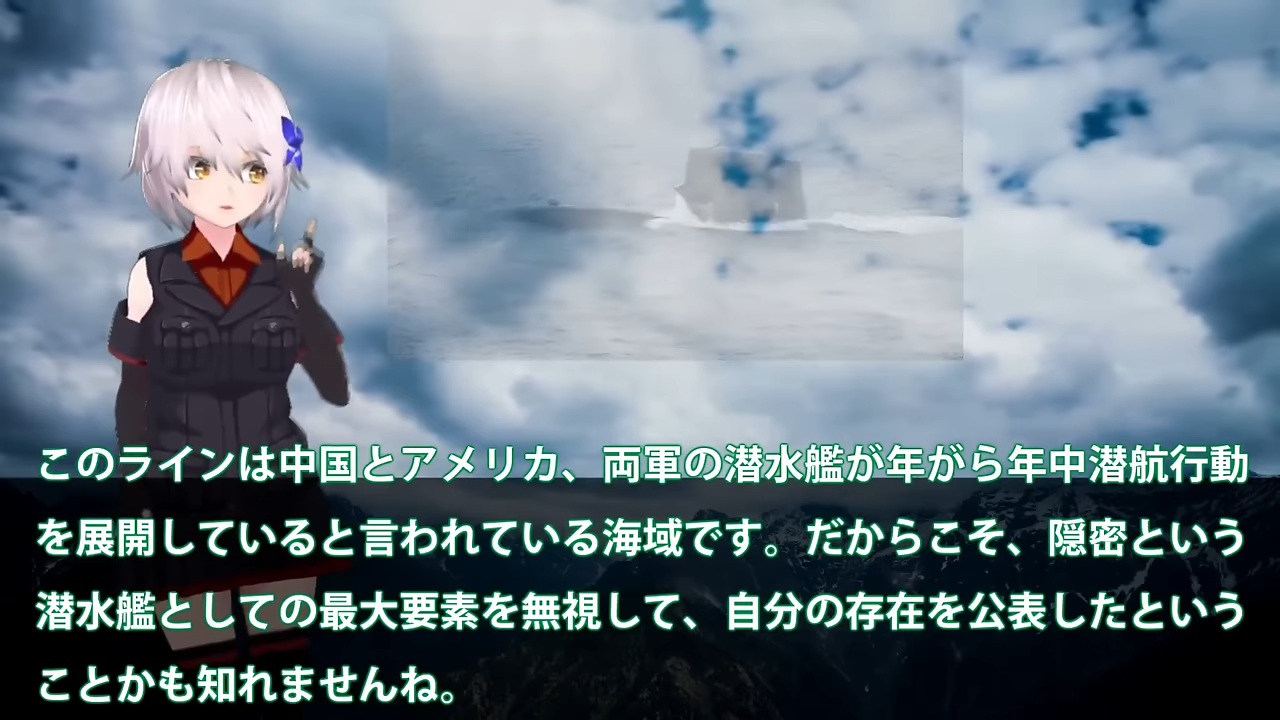 このラインは中国とアメリカ、両軍の潜水艦が年がら年中潜航行動
を展開していると言われている海域です。だからこそ、隠密という
潜水艦としての最大要素を無視して、自分の存在を公表したという
ことかも知れませんね。